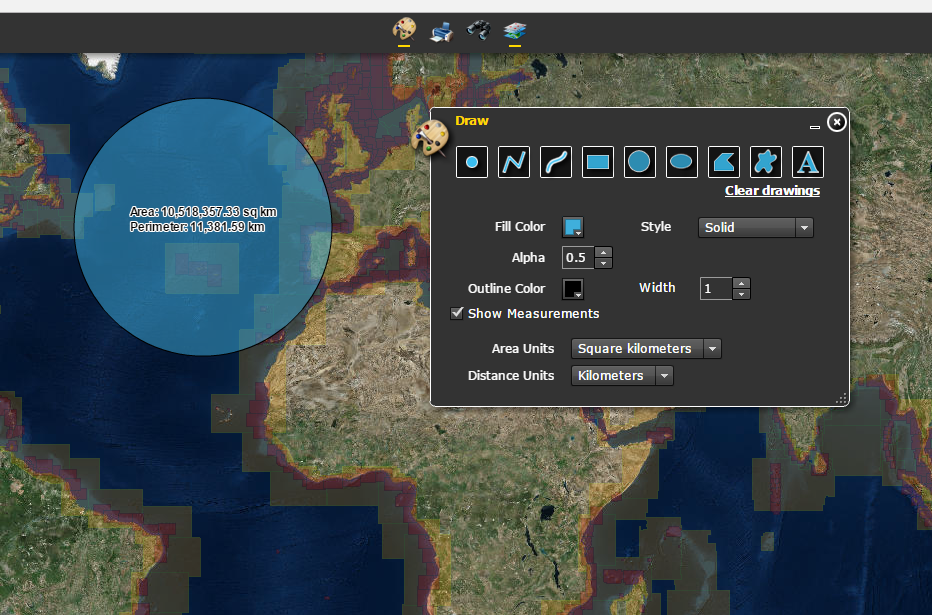 Draw
A
Clear drawings
Area: 10,518,357.33 sq km
Perimeter: 11,381.59 km
Fill Color
Style
Solid
Alpha
0.5
Outline Color
Width
1
Show Measurements
Area Units
Square kilometers
Distance Units
Kilometers